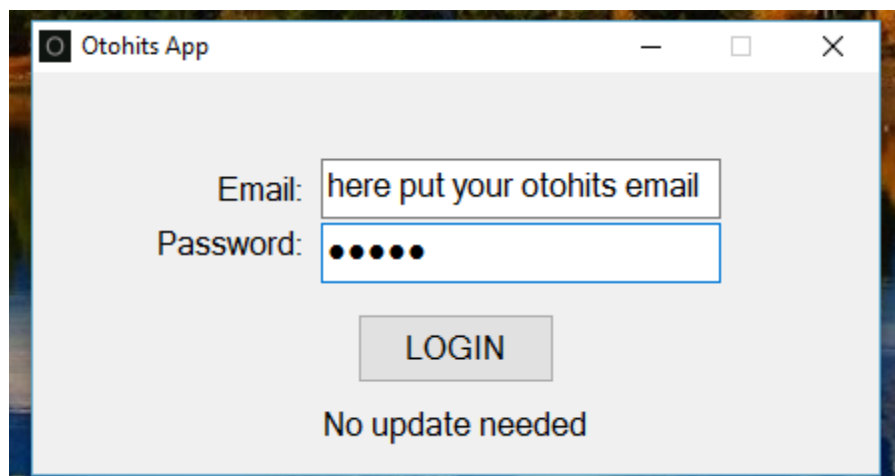 O Otohits App
Email: here put your otohits email
Password: •••••
LOGIN
No update needed